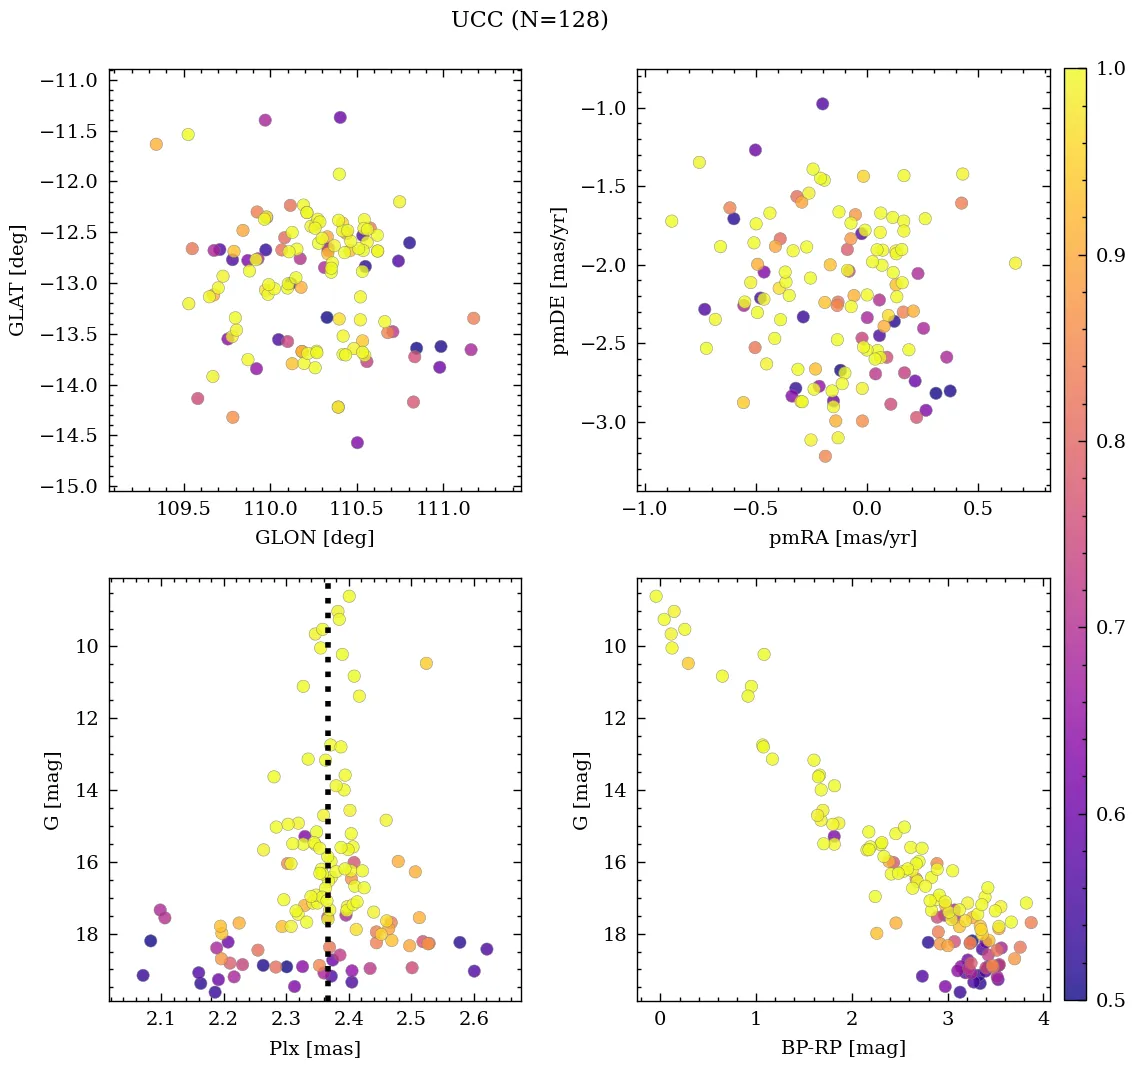 UCC (N=128)
−11.0
−11.5
−12.0
−12.5
−13.0
−13.5
−14.0
−14.5
−15.0
GLAT [deg]
109.5 110.0 110.5 111.0
GLON [deg]
−1.0
−1.5
−2.0
−2.5
−3.0
pmDE [mas/yr]
−1.0 −0.5 0.0 0.5
pmRA [mas/yr]
10
12
14
16
18
G [mag]
2.1 2.2 2.3 2.4 2.5 2.6
Plx [mas]
10
12
14
16
18
G [mag]
0 1 2 3 4
BP-RP [mag]
1.0
0.9
0.8
0.7
0.6
0.5